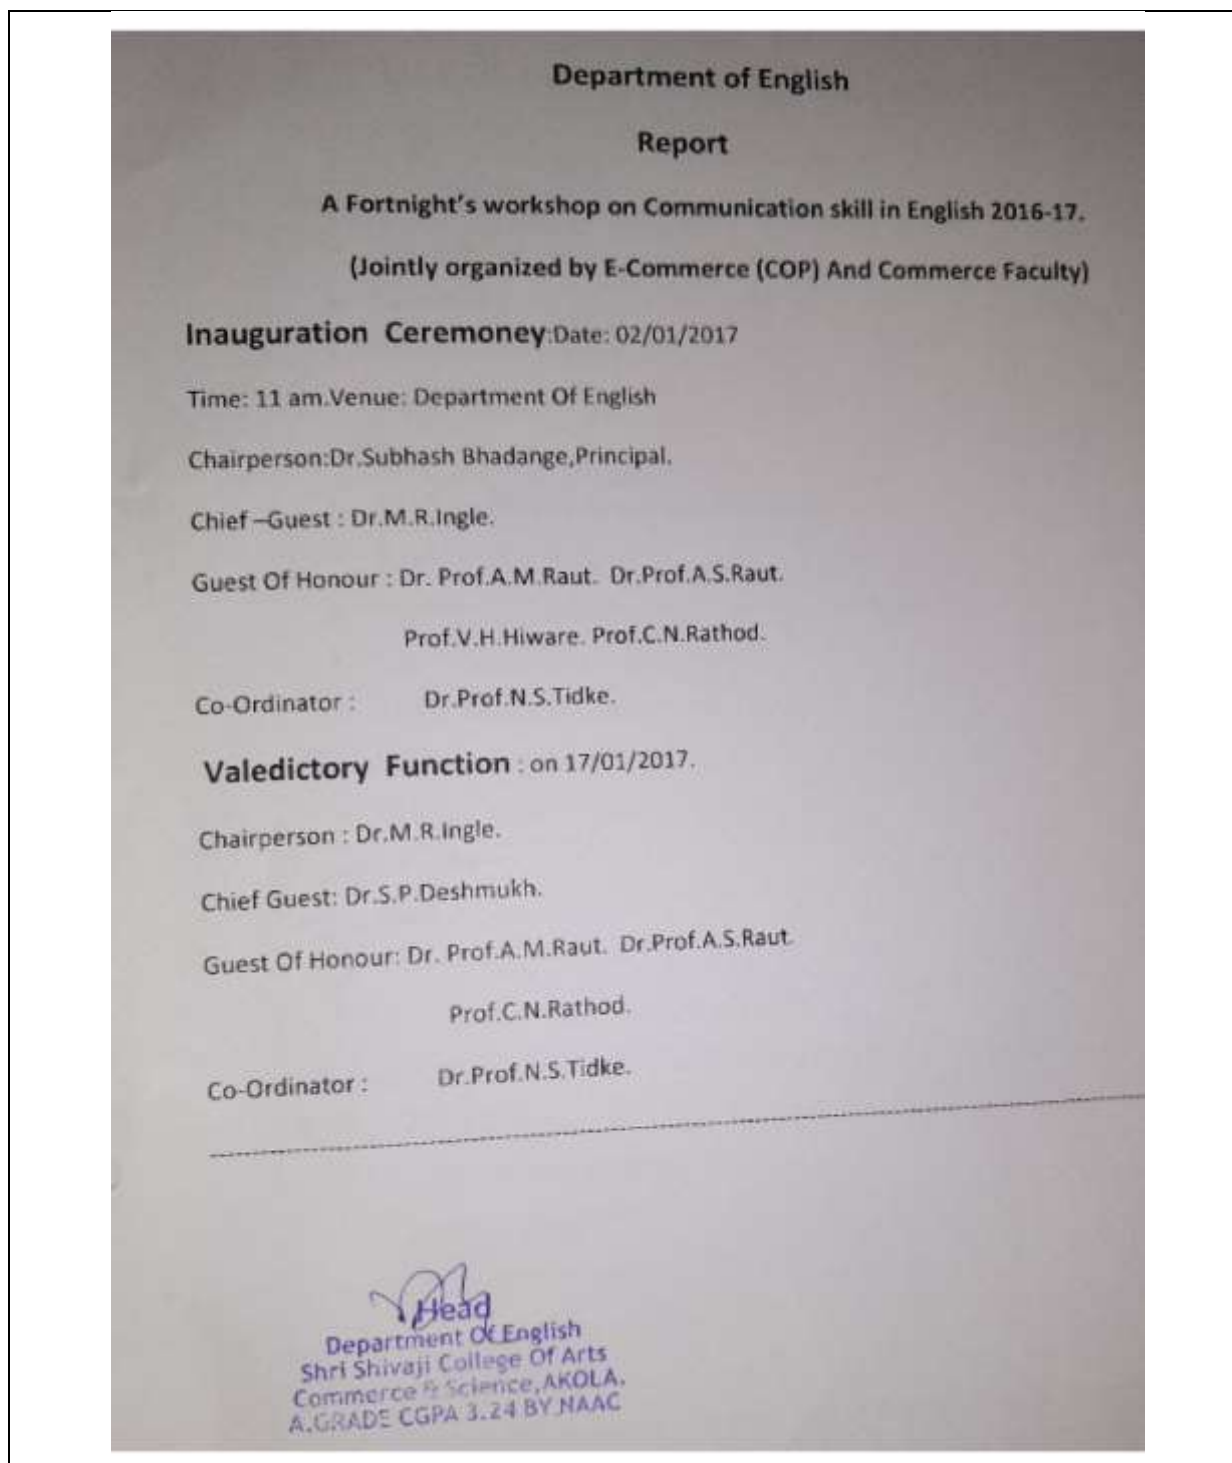 Department of English
Report
A Fortnight's workshop on Communication skill in English 2016-17.
(Jointly organized by E-Commerce (COP) And Commerce Faculty)
Inauguration Ceremoney:Date: 02/01/2017
Time: 11 am.Venue: Department Of English
Chairperson:Dr.Subhash Bhadange,Principal.
Chief –Guest : Dr.M.R.Ingle.
Guest Of Honour : Dr. Prof.A.M.Raut. Dr.Prof.A.S.Raut.
Prof.V.H.Hiware. Prof.C.N.Rathod.
Co-Ordinator : Dr.Prof.N.S.Tidke.
Valedictory Function : on 17/01/2017.
Chairperson : Dr.M.R.Ingle.
Chief Guest: Dr.S.P.Deshmukh.
Guest Of Honour: Dr. Prof.A.M.Raut. Dr.Prof.A.S.Raut.
Prof.C.N.Rathod.
Co-Ordinator : Dr.Prof.N.S.Tidke.
Head
Department Of English
Shri Shivaji College Of Arts
Commerce & Science,AKOLA.
A.GRADE CGPA 3.24 BY NAAC